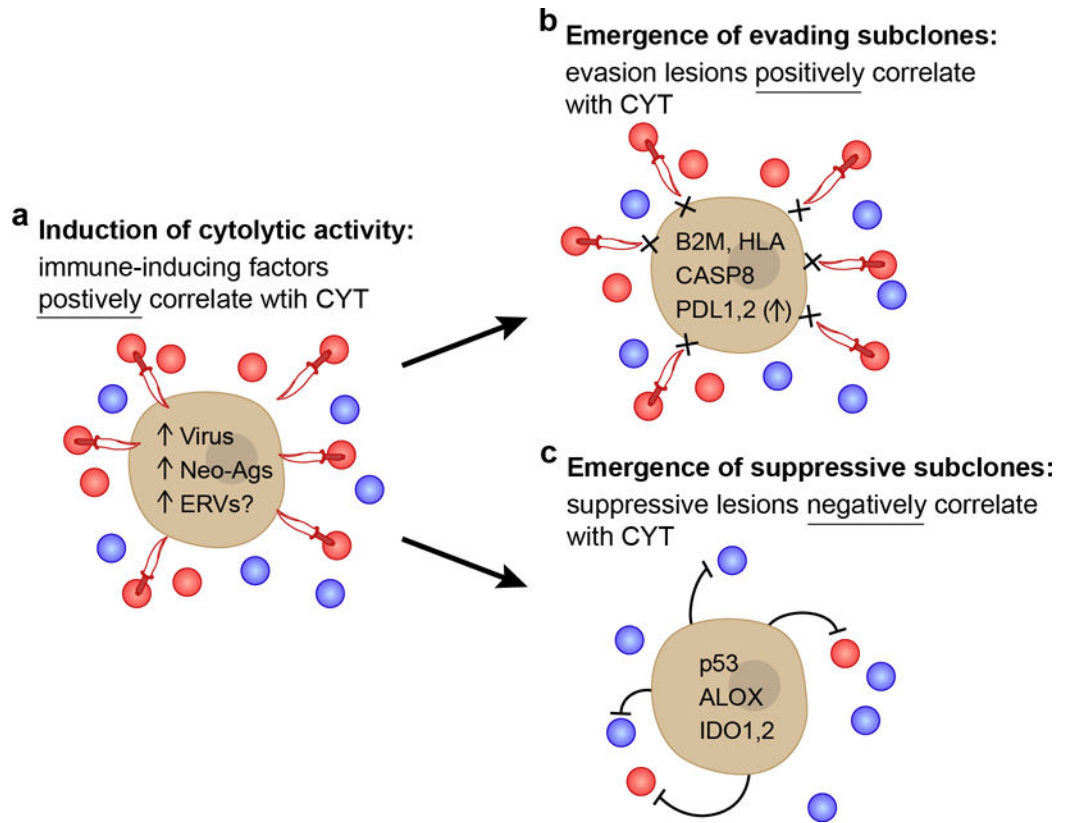 a
Induction of cytolytic activity:
immune-inducing factors
postively correlate wtih CYT
↑ Virus
↑ Neo-Ags
↑ ERVs?
b
Emergence of evading subclones:
evasion lesions positively correlate
with CYT
B2M, HLA
CASP8
PDL1,2 (↑)
c
Emergence of suppressive subclones:
suppressive lesions negatively correlate
with CYT
p53
ALOX
IDO1,2